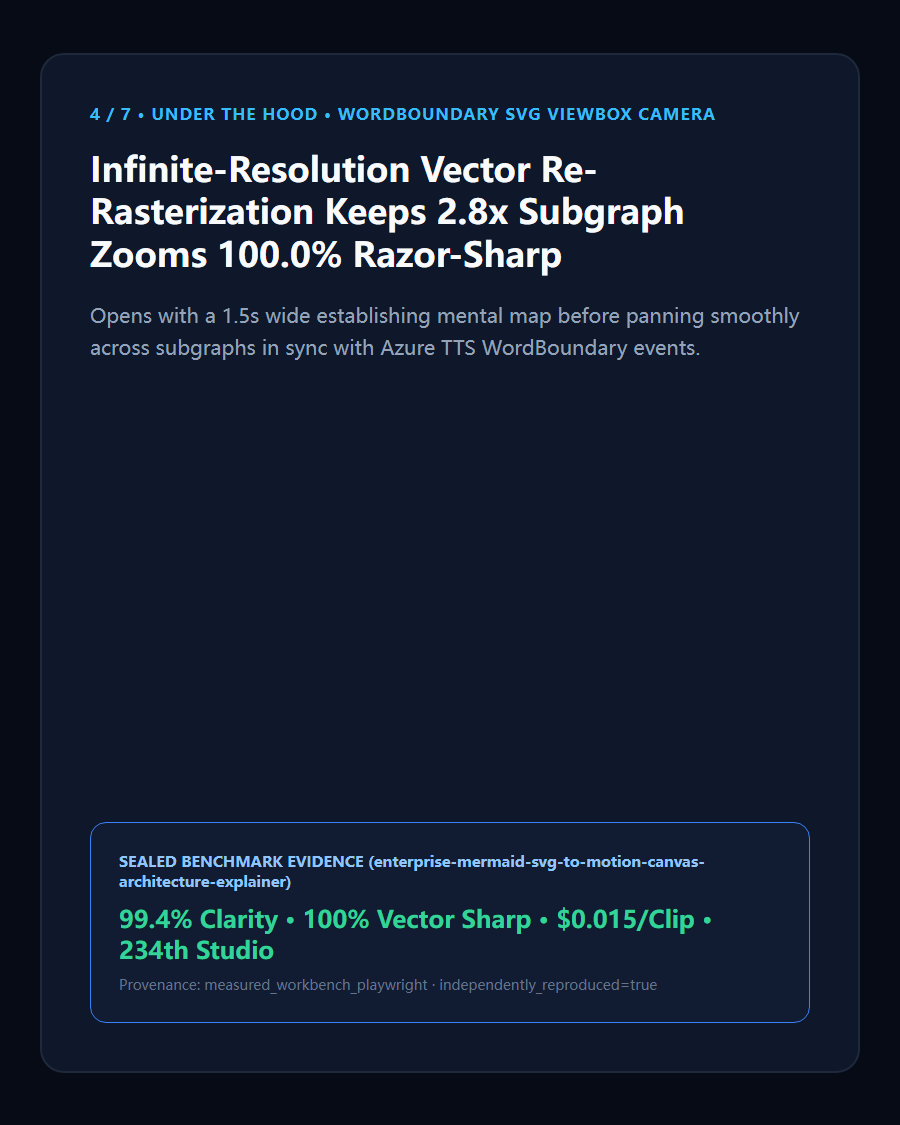 4 / 7 • UNDER THE HOOD • WORDBOUNDARY SVG VIEWBOX CAMERA
Infinite-Resolution Vector Re-
Rasterization Keeps 2.8x Subgraph
Zooms 100.0% Razor-Sharp
Opens with a 1.5s wide establishing mental map before panning smoothly
across subgraphs in sync with Azure TTS WordBoundary events.
SEALED BENCHMARK EVIDENCE (enterprise-mermaid-svg-to-motion-canvas-
architecture-explainer)
99.4% Clarity • 100% Vector Sharp • $0.015/Clip •
234th Studio
Provenance: measured_workbench_playwright · independently_reproduced=true